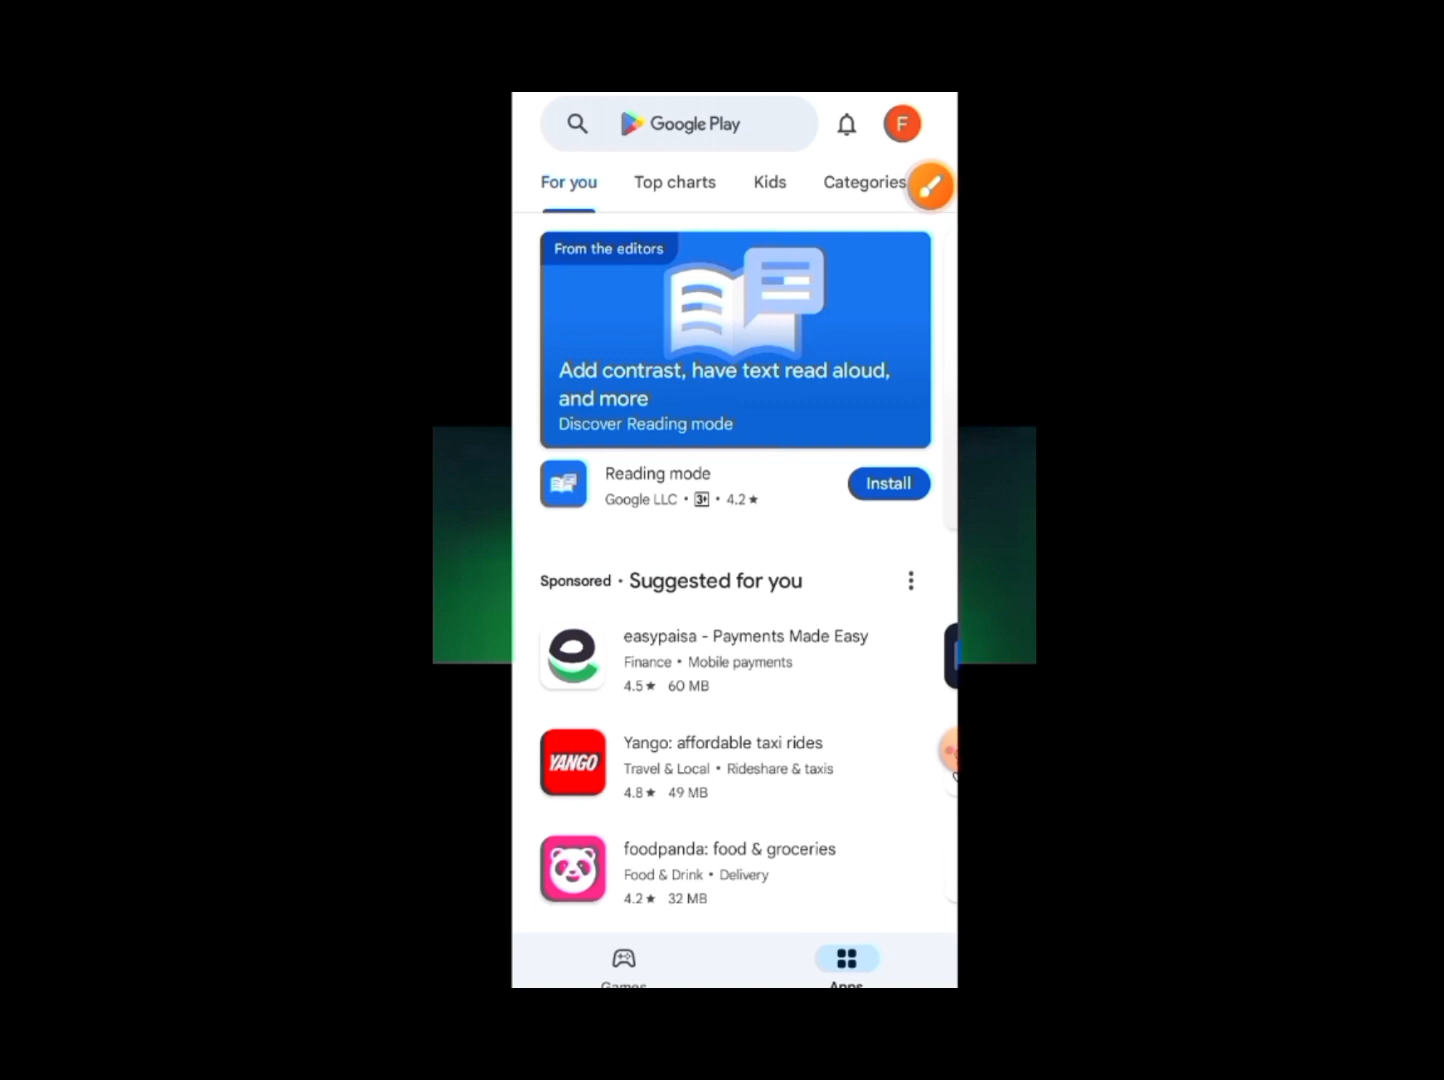 Google Play
F
For you Top charts Kids Categories
From the editors
Add contrast, have text read aloud,
and more
Discover Reading mode
Reading mode
Google LLC • 3+ • 4.2 ★
Install
Sponsored • Suggested for you
easypaisa - Payments Made Easy
Finance • Mobile payments
4.5 ★ 60 MB
YANGO
Yango: affordable taxi rides
Travel & Local • Rideshare & taxis
4.8 ★ 49 MB
foodpanda: food & groceries
Food & Drink • Delivery
4.2 ★ 32 MB
Games Apps